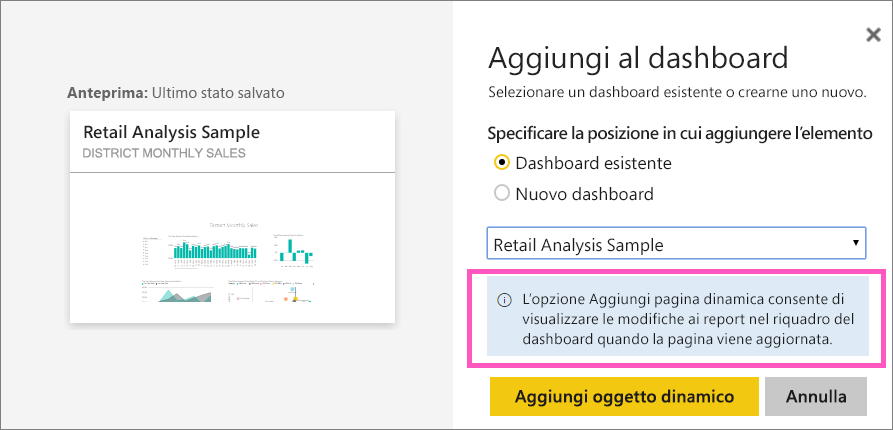 Aggiungi al dashboard
Selezionare un dashboard esistente o crearne uno nuovo.
Anteprima: Ultimo stato salvato
Retail Analysis Sample
DISTRICT MONTHLY SALES
District Monthly Sales
Specificare la posizione in cui aggiungere l'elemento
Dashboard esistente
Nuovo dashboard
Retail Analysis Sample
L'opzione Aggiungi pagina dinamica consente di
visualizzare le modifiche ai report nel riquadro del
dashboard quando la pagina viene aggiornata.
Aggiungi oggetto dinamico
Annulla